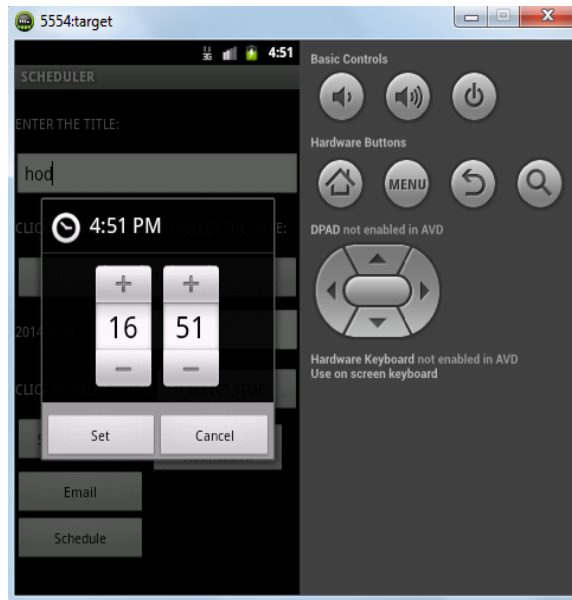 5554:target
4:51
SCHEDULER
ENTER THE TITLE:
hod
4:51 PM
16 51
Set Cancel
Email
Schedule
Basic Controls
Hardware Buttons
MENU
DPAD not enabled in AVD
Hardware Keyboard not enabled in AVD
Use on screen keyboard